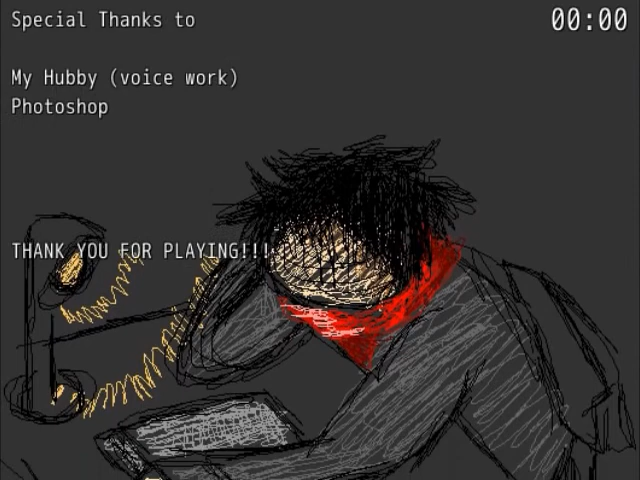 Special Thanks to
00:00
My Hubby (voice work)
Photoshop
THANK YOU FOR PLAYING!!!